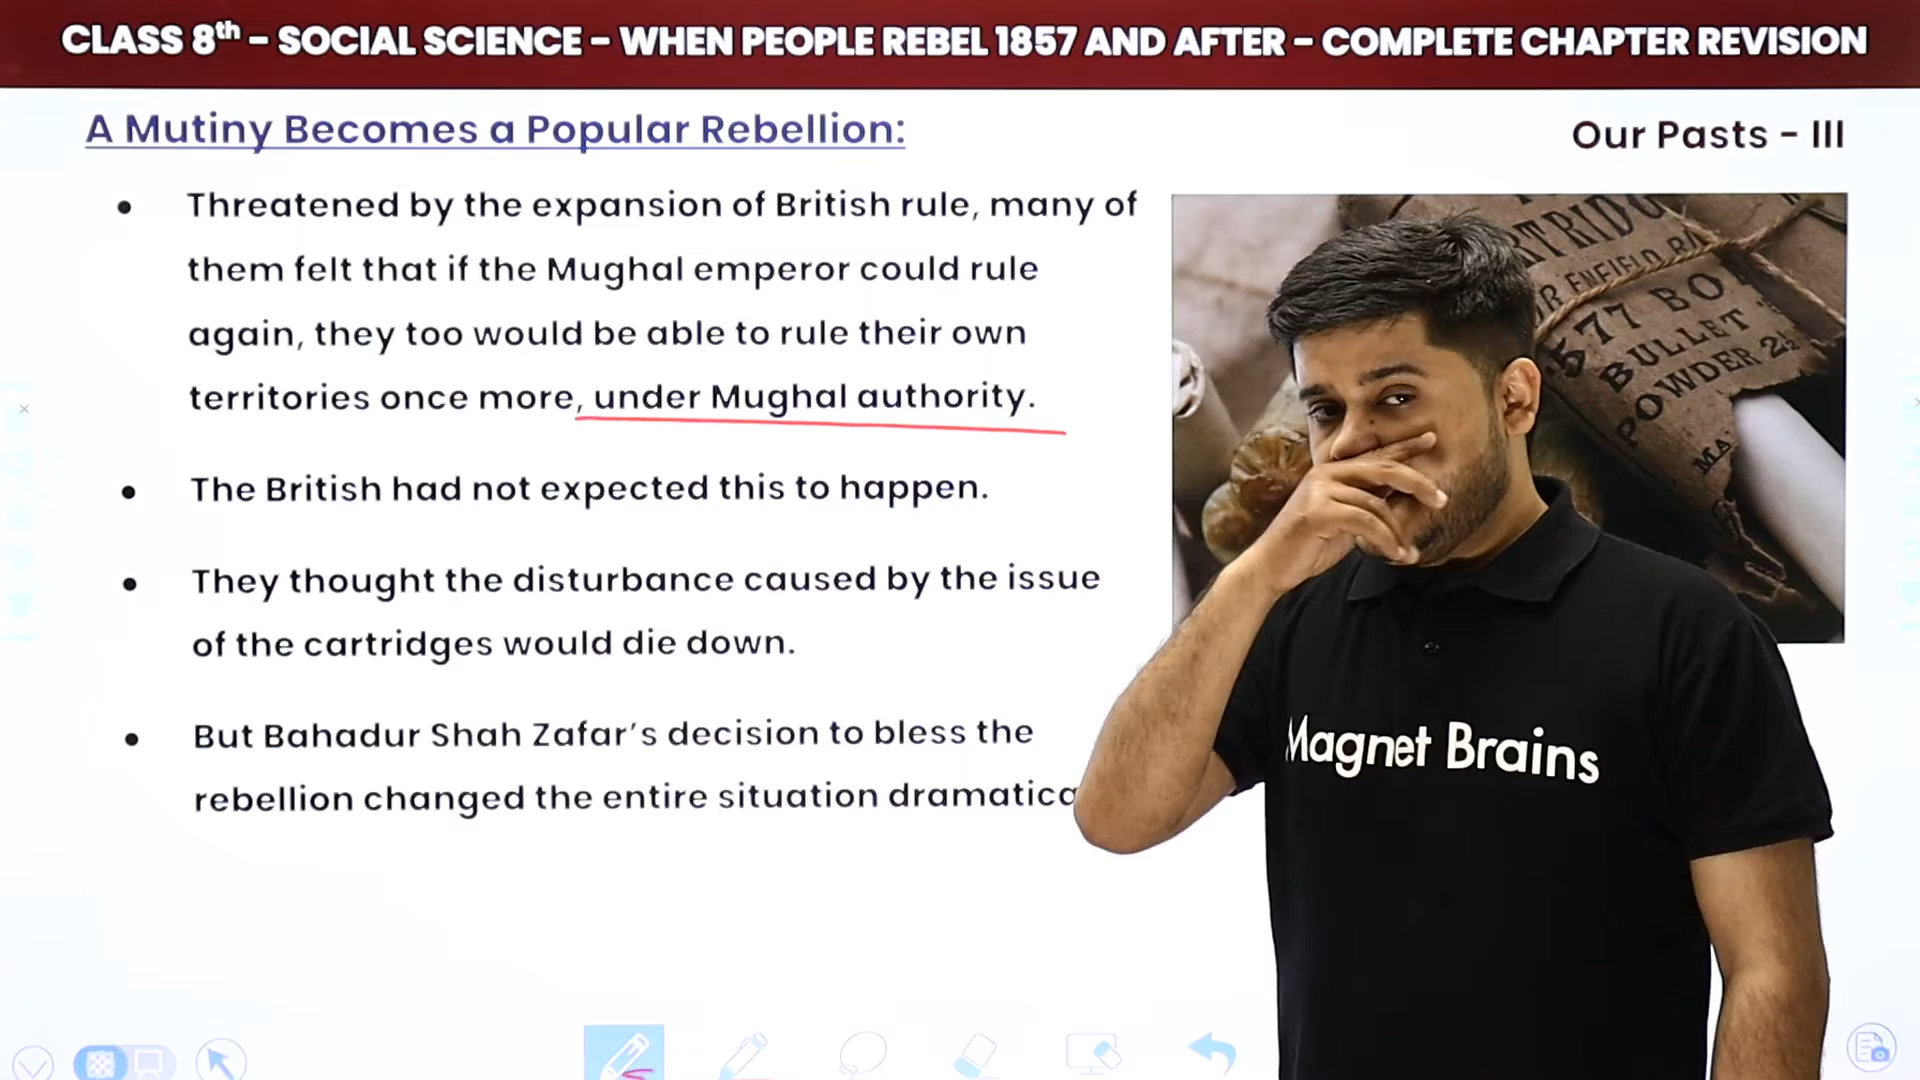 CLASS 8th – SOCIAL SCIENCE – WHEN PEOPLE REBEL 1857 AND AFTER – COMPLETE CHAPTER REVISION
A Mutiny Becomes a Popular Rebellion:
Our Pasts – III
• Threatened by the expansion of British rule, many of
them felt that if the Mughal emperor could rule
again, they too would be able to rule their own
territories once more, under Mughal authority.
• The British had not expected this to happen.
• They thought the disturbance caused by the issue
of the cartridges would die down.
• But Bahadur Shah Zafar's decision to bless the
rebellion changed the entire situation
ENFIELD
577
BULLET
POWDER 2½
Magnet Brains